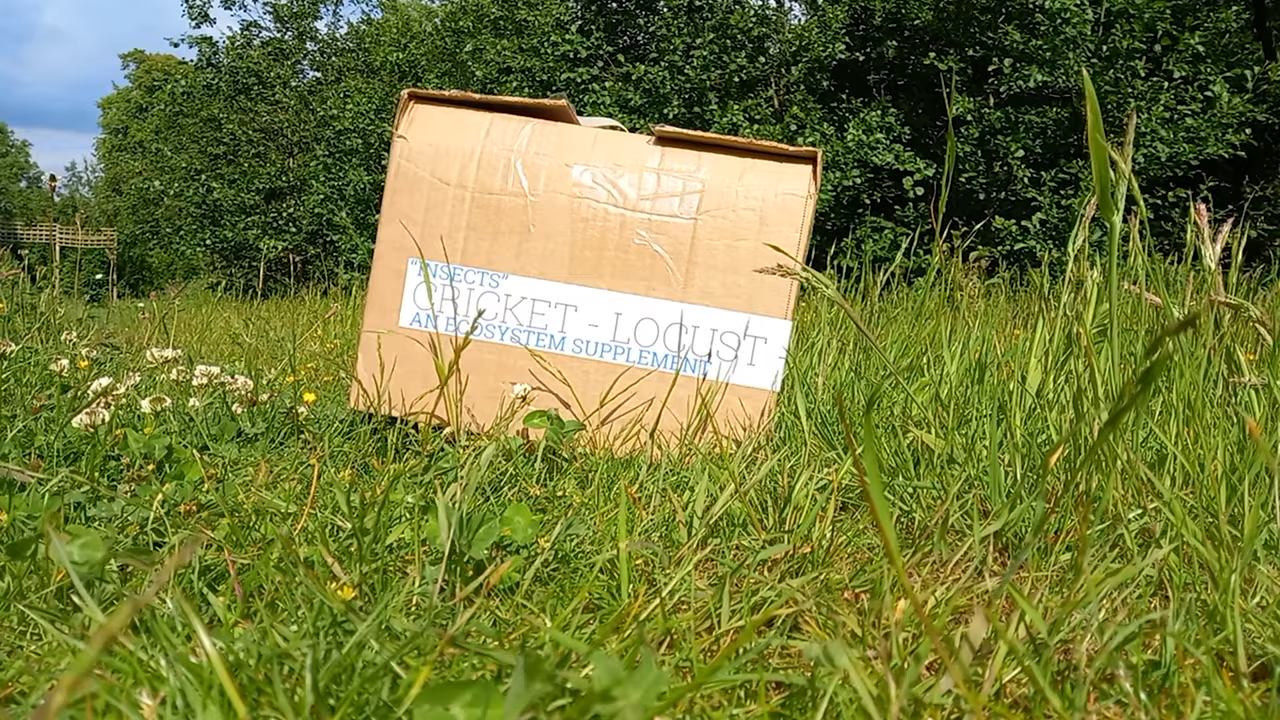 "INSECTS"
CRICKET - LOCUST -
AN ECOSYSTEM SUPPLEMENT